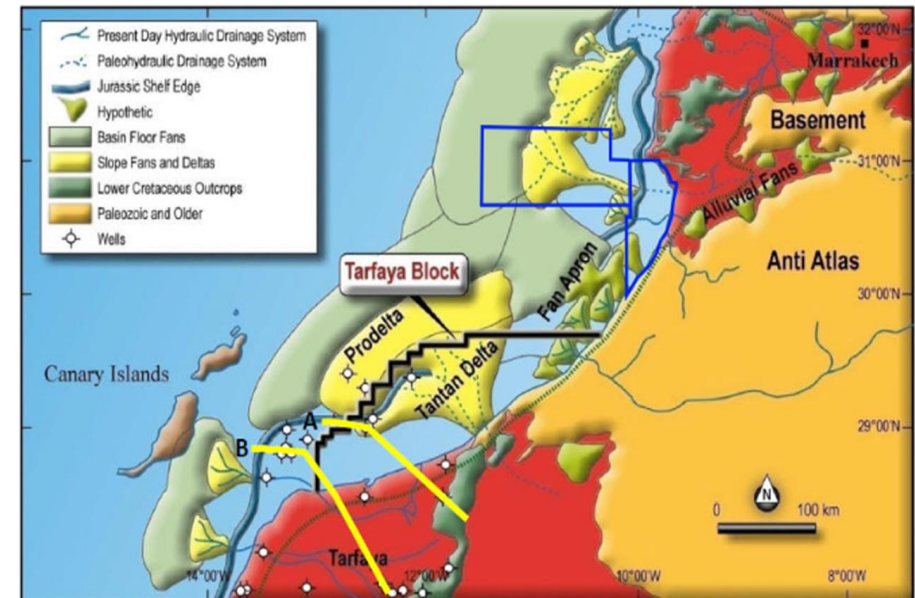 Present Day Hydraulic Drainage System
Paleohydraulic Drainage System
Jurassic Shelf Edge
Hypothetic
Basin Floor Fans
Slope Fans and Deltas
Lower Cretaceous Outcrops
Paleozoic and Older
Wells
32°00'N
Marrakech
Basement
31°00'N
Alluvial Fans
Anti Atlas
Tarfaya Block
Fan Apron
30°00'N
Prodelta
Canary Islands
Tantan Delta
A
29°00'N
B
N
0 100 km
Tarfaya
14°00'W 12°00'W 10°00'W 8°00'W